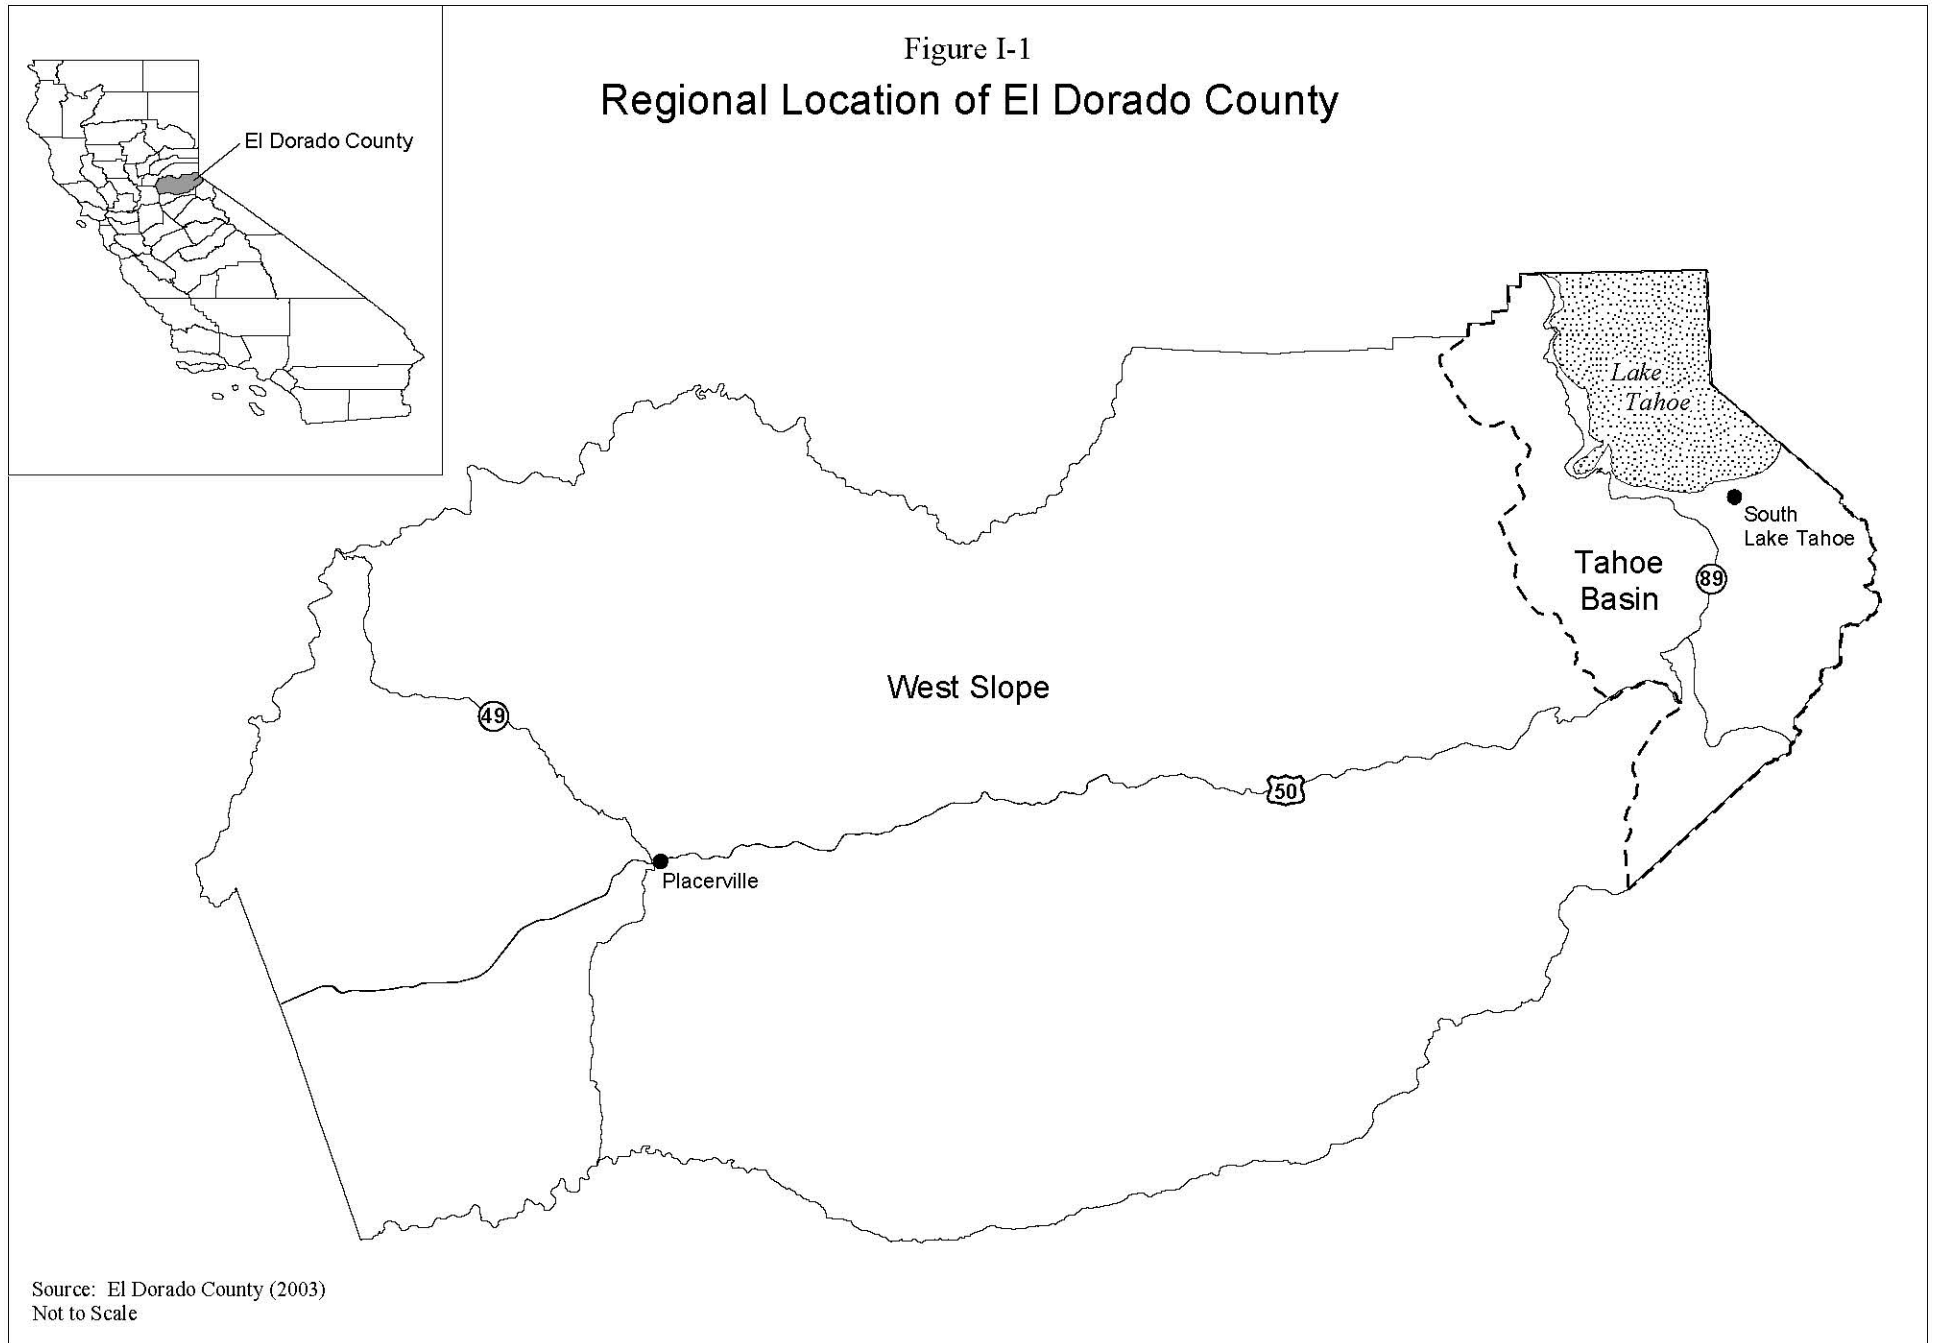 Figure I-1
Regional Location of El Dorado County
El Dorado County
Lake
Tahoe
South
Lake Tahoe
Tahoe
Basin
89
West Slope
49
50
Placerville
Source: El Dorado County (2003)
Not to Scale